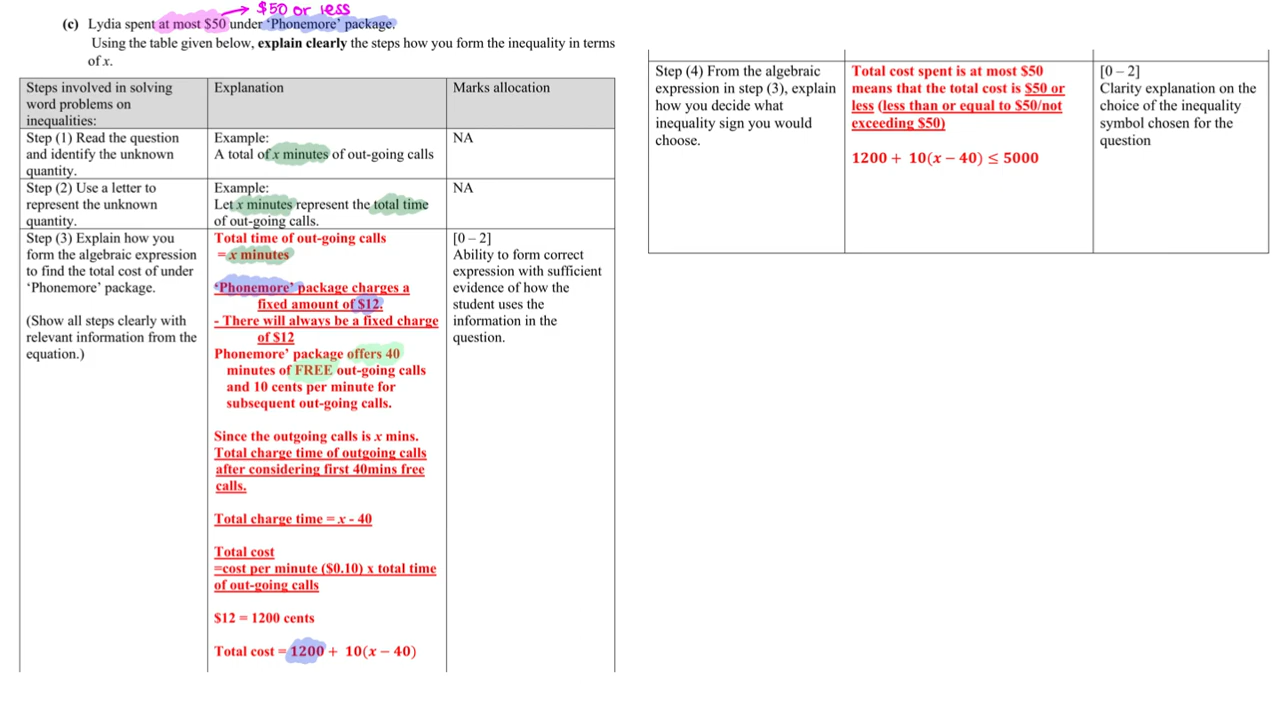 $50 or less
(c) Lydia spent at most $50 under ‘Phonemore’ package.
Using the table given below, explain clearly the steps how you form the inequality in terms
of x.
Steps involved in solving
word problems on
inequalities:
Explanation
Marks allocation
Step (1) Read the question
and identify the unknown
quantity.
Example:
A total of x minutes of out-going calls
NA
Step (2) Use a letter to
represent the unknown
quantity.
Example:
Let x minutes represent the total time
of out-going calls.
NA
Step (3) Explain how you
form the algebraic expression
to find the total cost of under
‘Phonemore’ package.
(Show all steps clearly with
relevant information from the
equation.)
Total time of out-going calls
= x minutes
‘Phonemore’ package charges a
fixed amount of $12.
- There will always be a fixed charge
of $12
Phonemore’ package offers 40
minutes of FREE out-going calls
and 10 cents per minute for
subsequent out-going calls.
Since the outgoing calls is x mins.
Total charge time of outgoing calls
after considering first 40mins free
calls.
Total charge time = x - 40
Total cost
=cost per minute ($0.10) x total time
of out-going calls
$12 = 1200 cents
Total cost = 1200 + 10(x − 40)
[0 – 2]
Ability to form correct
expression with sufficient
evidence of how the
student uses the
information in the
question.
Step (4) From the algebraic
expression in step (3), explain
how you decide what
inequality sign you would
choose.
Total cost spent is at most $50
means that the total cost is $50 or
less (less than or equal to $50/not
exceeding $50)
1200 + 10(x − 40) ≤ 5000
[0 – 2]
Clarity explanation on the
choice of the inequality
symbol chosen for the
question